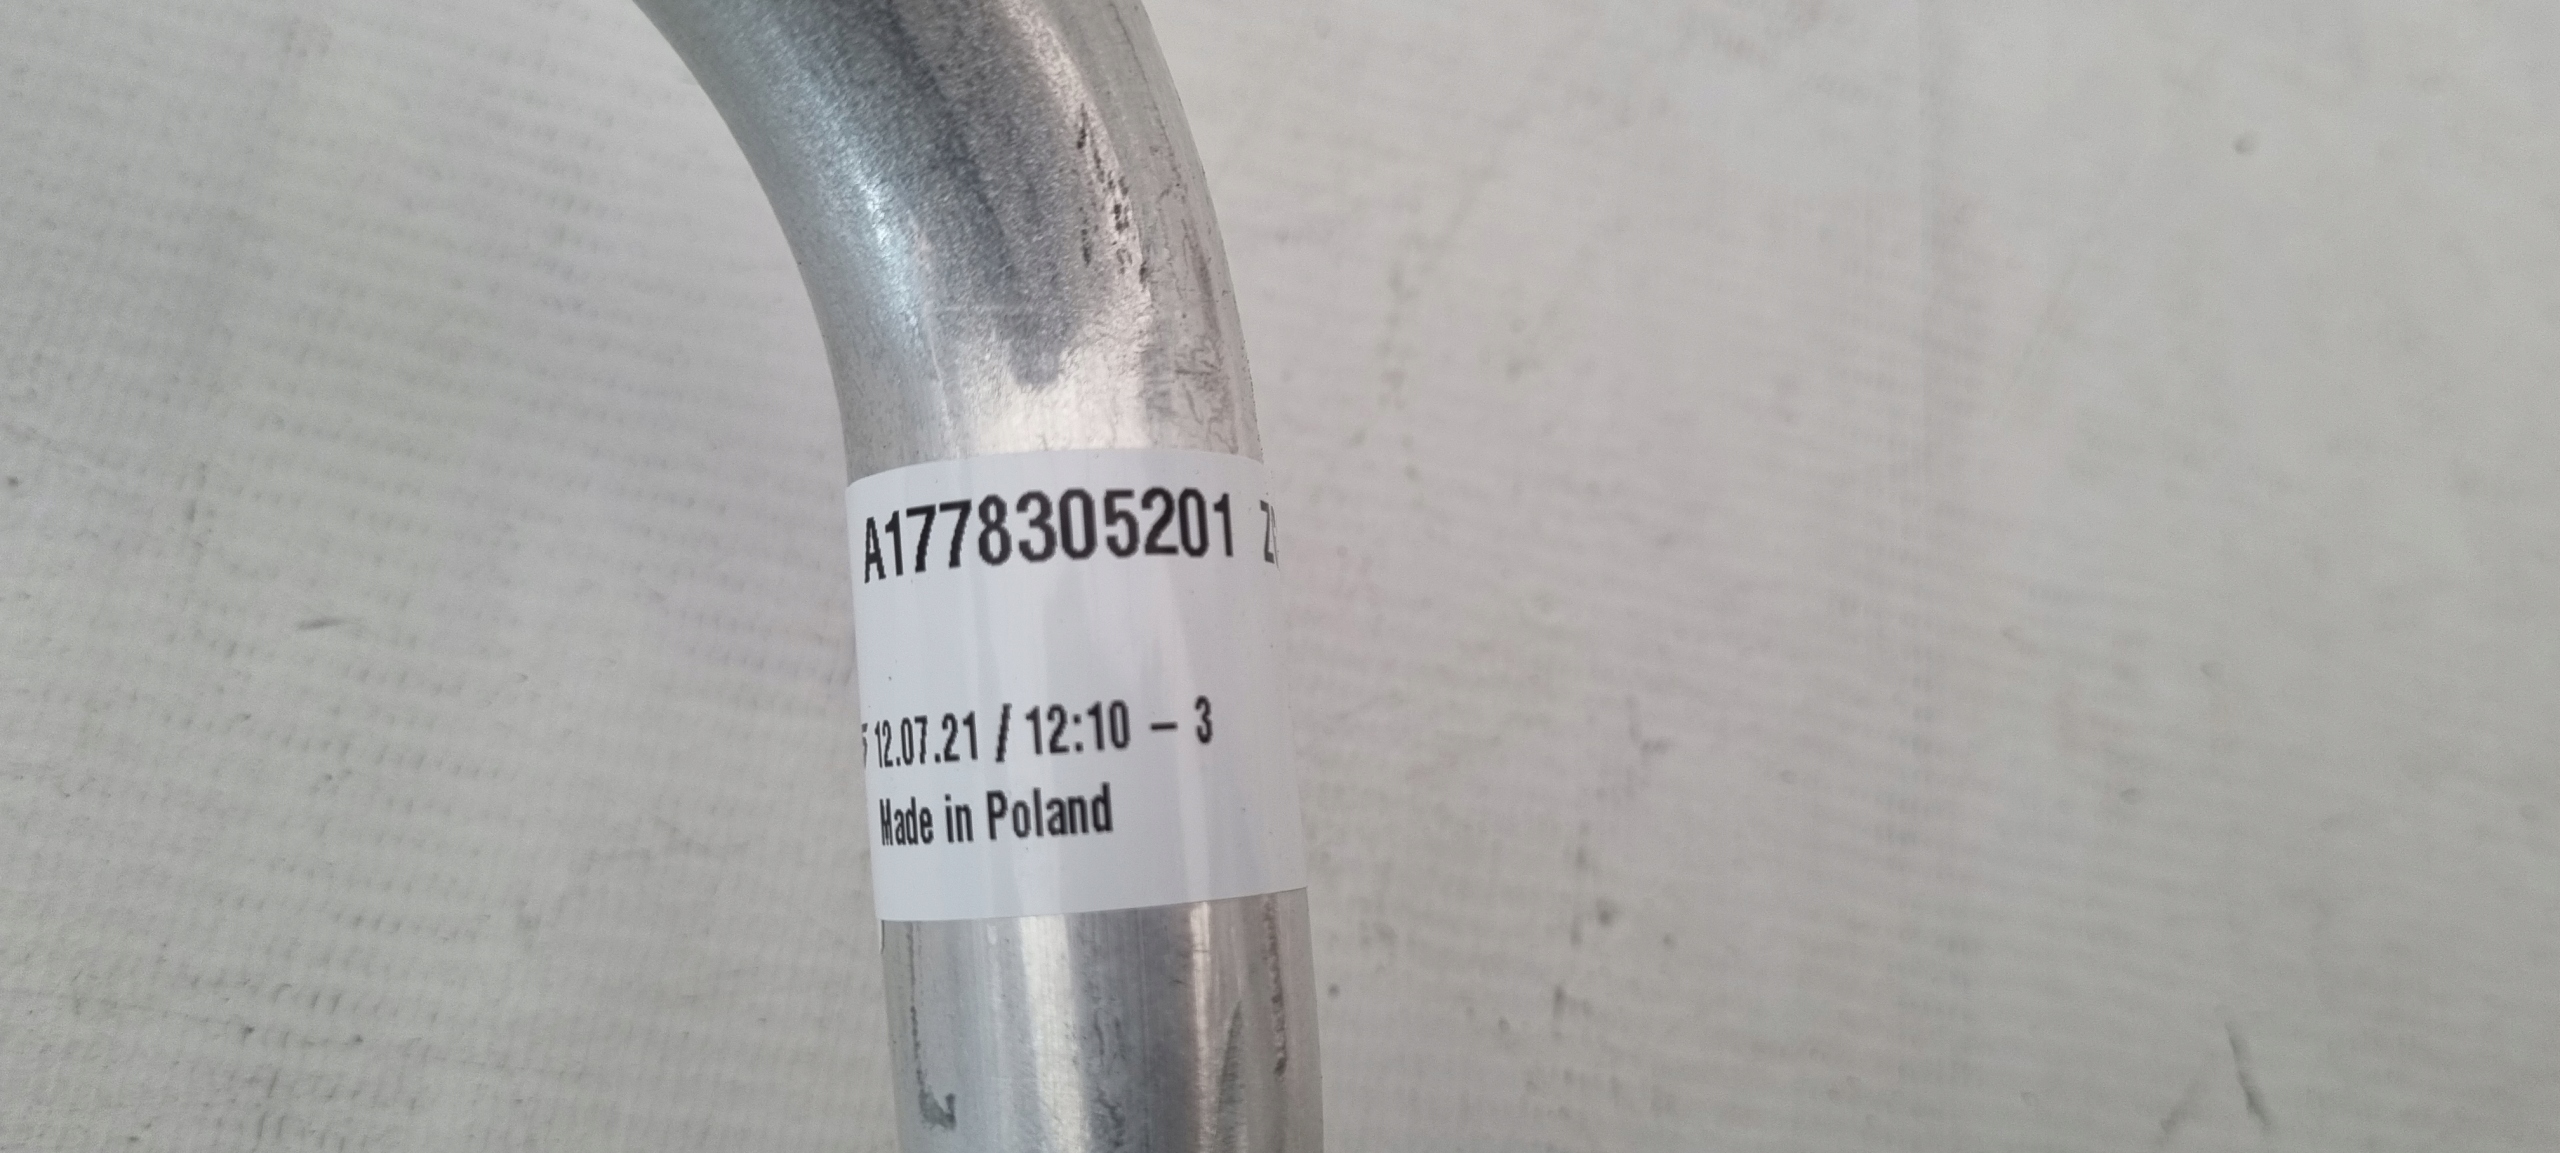 A1778305201
12.07.21 / 12:10 – 3
Made in Poland